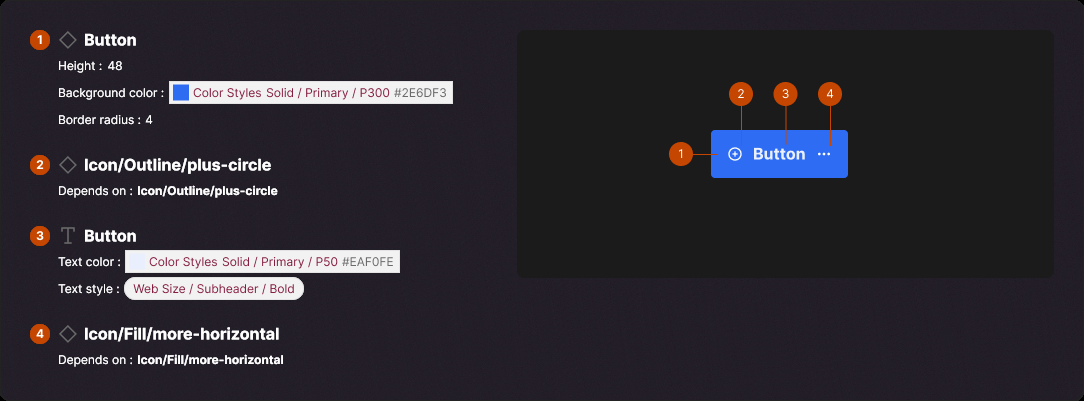 1 Button
Height : 48
Background color : Color Styles Solid / Primary / P300 #2E6DF3
Border radius : 4
2 Icon/Outline/plus-circle
Depends on : Icon/Outline/plus-circle
3 T Button
Text color : Color Styles Solid / Primary / P50 #EAF0FE
Text style : Web Size / Subheader / Bold
4 Icon/Fill/more-horizontal
Depends on : Icon/Fill/more-horizontal
2 3 4
1 Button